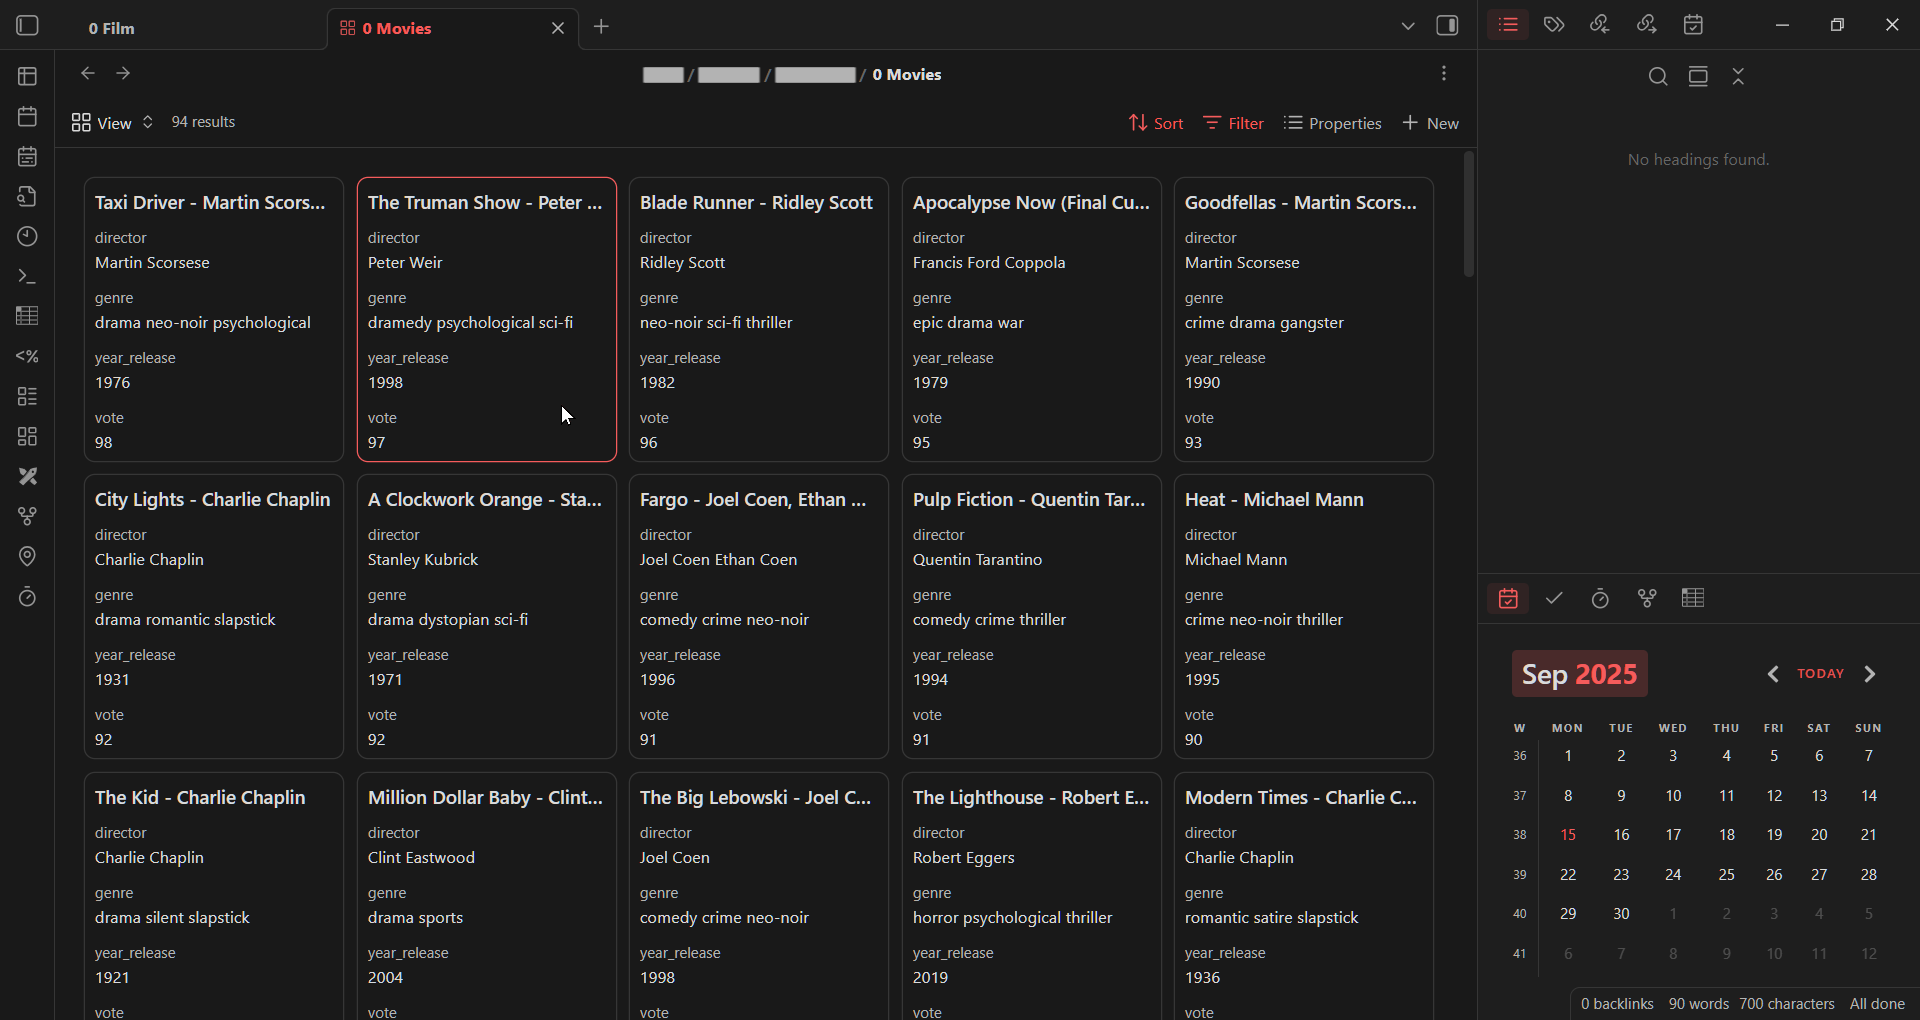 0 Film
0 Movies
/ / / 0 Movies
View
94 results
Sort
Filter
Properties
New
Taxi Driver - Martin Scors...
director
Martin Scorsese
genre
drama neo-noir psychological
year_release
1976
vote
98
The Truman Show - Peter ...
director
Peter Weir
genre
dramedy psychological sci-fi
year_release
1998
vote
97
Blade Runner - Ridley Scott
director
Ridley Scott
genre
neo-noir sci-fi thriller
year_release
1982
vote
96
Apocalypse Now (Final Cu...
director
Francis Ford Coppola
genre
epic drama war
year_release
1979
vote
95
Goodfellas - Martin Scors...
director
Martin Scorsese
genre
crime drama gangster
year_release
1990
vote
93
City Lights - Charlie Chaplin
director
Charlie Chaplin
genre
drama romantic slapstick
year_release
1931
vote
92
A Clockwork Orange - Sta...
director
Stanley Kubrick
genre
drama dystopian sci-fi
year_release
1971
vote
92
Fargo - Joel Coen, Ethan ...
director
Joel Coen Ethan Coen
genre
comedy crime neo-noir
year_release
1996
vote
91
Pulp Fiction - Quentin Tar...
director
Quentin Tarantino
genre
comedy crime thriller
year_release
1994
vote
91
Heat - Michael Mann
director
Michael Mann
genre
crime neo-noir thriller
year_release
1995
vote
90
The Kid - Charlie Chaplin
director
Charlie Chaplin
genre
drama silent slapstick
year_release
1921
vote
Million Dollar Baby - Clint...
director
Clint Eastwood
genre
drama sports
year_release
2004
vote
The Big Lebowski - Joel C...
director
Joel Coen
genre
comedy crime neo-noir
year_release
1998
vote
The Lighthouse - Robert E...
director
Robert Eggers
genre
horror psychological thriller
year_release
2019
vote
Modern Times - Charlie C...
director
Charlie Chaplin
genre
romantic satire slapstick
year_release
1936
vote
No headings found.
Sep 2025
TODAY
W MON TUE WED THU FRI SAT SUN
36 1 2 3 4 5 6 7
37 8 9 10 11 12 13 14
38 15 16 17 18 19 20 21
39 22 23 24 25 26 27 28
40 29 30 1 2 3 4 5
41 6 7 8 9 10 11 12
0 backlinks 90 words 700 characters All done